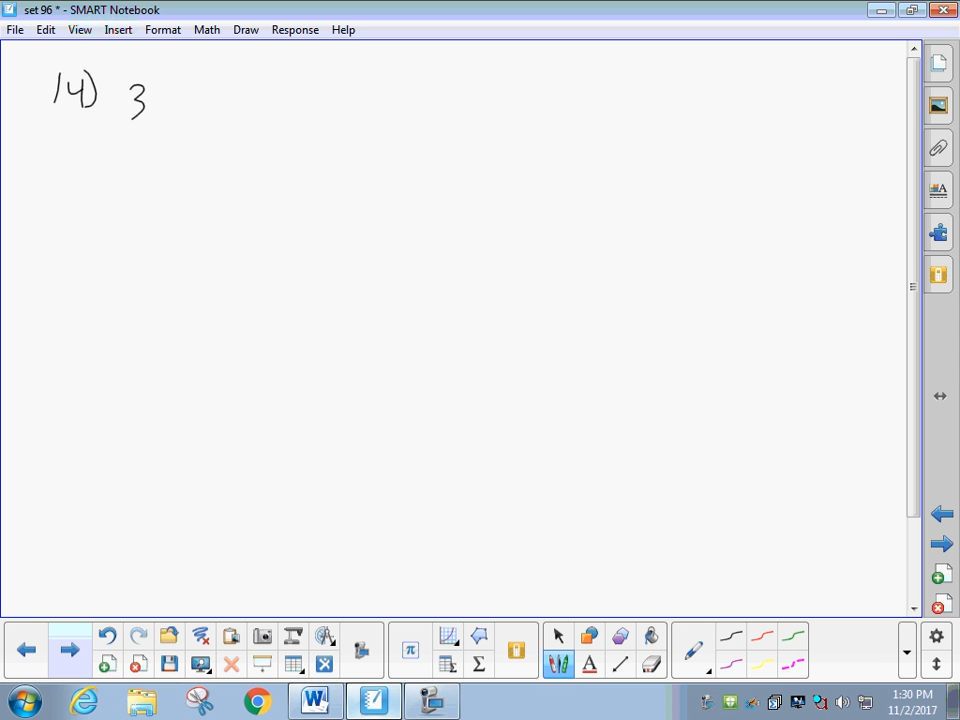 set 96 * - SMART Notebook
File Edit View Insert Format Math Draw Response Help
14) 3
1:30 PM
11/2/2017